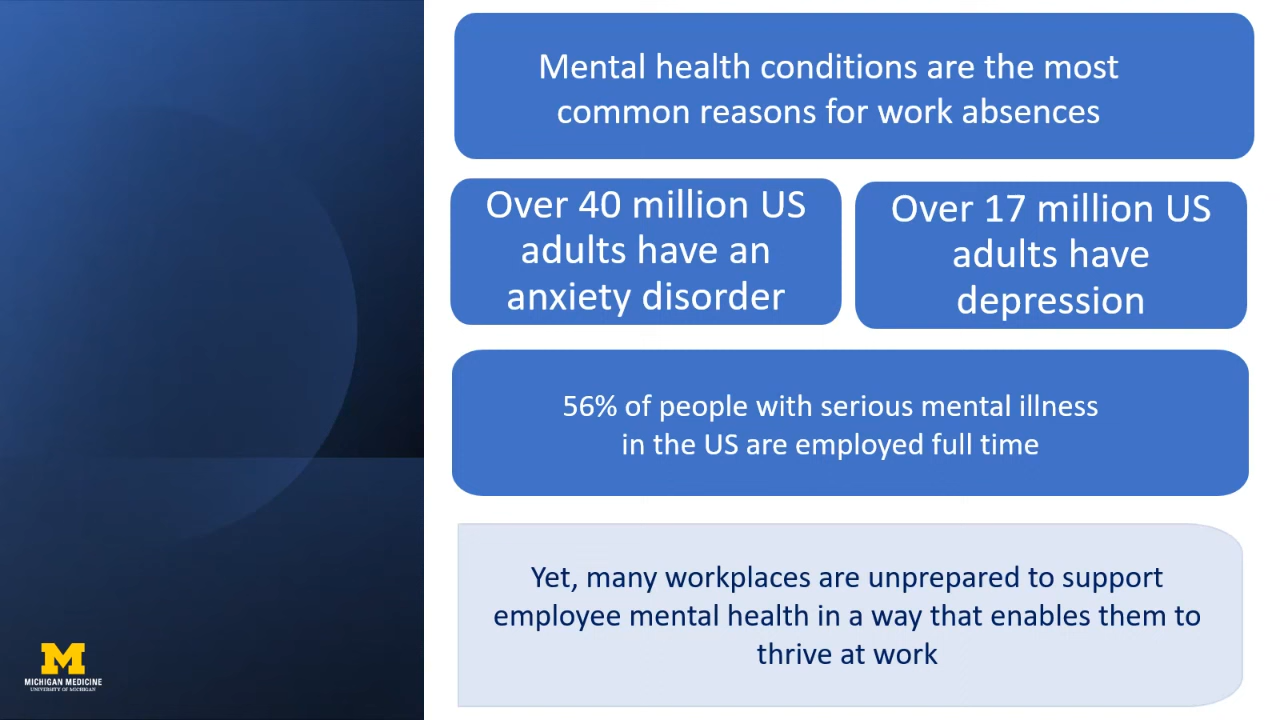 Mental health conditions are the most
common reasons for work absences
Over 40 million US
adults have an
anxiety disorder
Over 17 million US
adults have
depression
56% of people with serious mental illness
in the US are employed full time
Yet, many workplaces are unprepared to support
employee mental health in a way that enables them to
thrive at work
M
MICHIGAN MEDICINE
UNIVERSITY OF MICHIGAN